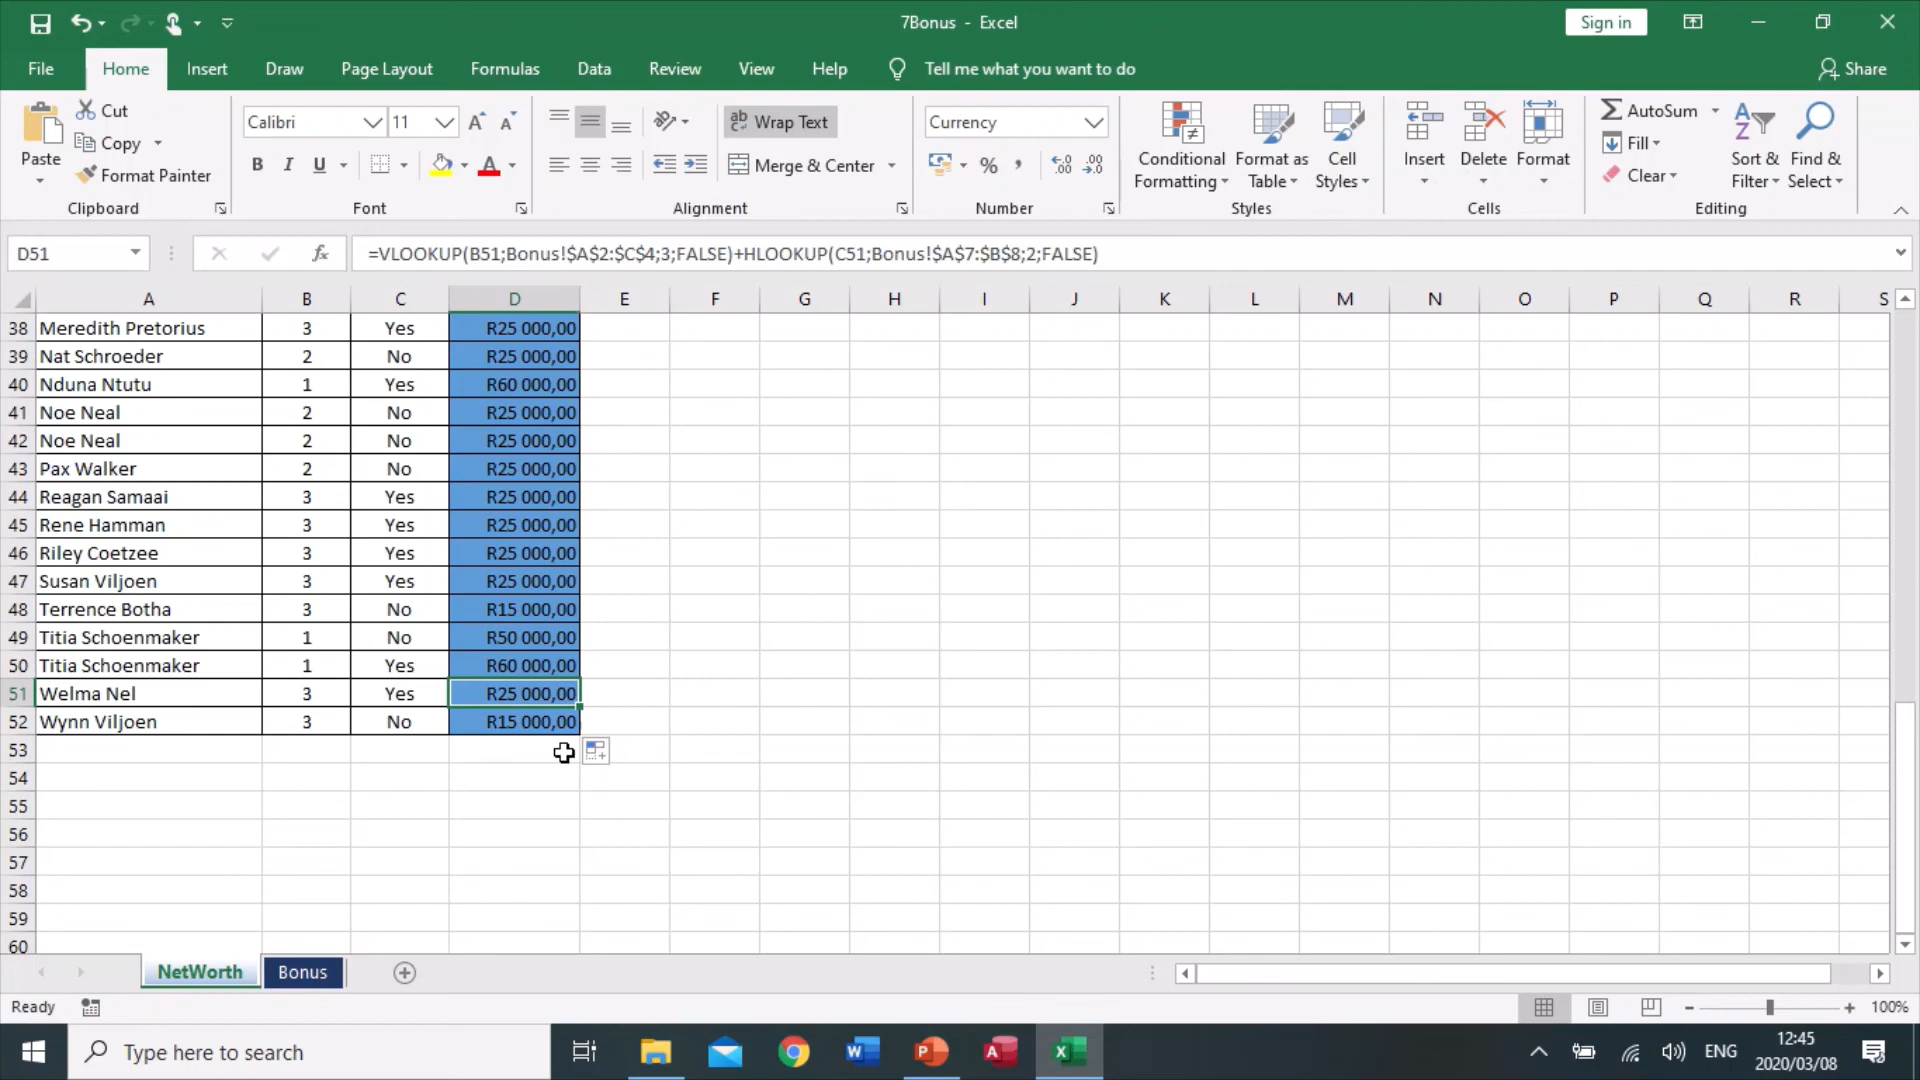 7Bonus - Excel
Sign in
File Home Insert Draw Page Layout Formulas Data Review View Help Tell me what you want to do Share
Paste
Cut
Copy
Format Painter
Clipboard
Calibri 11
B I U
Font
Wrap Text
Merge & Center
Alignment
Currency
%
Number
Conditional Formatting
Format as Table
Cell Styles
Styles
Insert Delete Format
Cells
AutoSum
Fill
Clear
Sort & Filter
Find & Select
Editing
D51 fx =VLOOKUP(B51;Bonus!$A$2:$C$4;3;FALSE)+HLOOKUP(C51;Bonus!$A$7:$B$8;2;FALSE)
A B C D E F G H I J K L M N O P Q R S
38 Meredith Pretorius 3 Yes R25 000,00
39 Nat Schroeder 2 No R25 000,00
40 Nduna Ntutu 1 Yes R60 000,00
41 Noe Neal 2 No R25 000,00
42 Noe Neal 2 No R25 000,00
43 Pax Walker 2 No R25 000,00
44 Reagan Samaai 3 Yes R25 000,00
45 Rene Hamman 3 Yes R25 000,00
46 Riley Coetzee 3 Yes R25 000,00
47 Susan Viljoen 3 Yes R25 000,00
48 Terrence Botha 3 No R15 000,00
49 Titia Schoenmaker 1 No R50 000,00
50 Titia Schoenmaker 1 Yes R60 000,00
51 Welma Nel 3 Yes R25 000,00
52 Wynn Viljoen 3 No R15 000,00
53
54
55
56
57
58
59
60
NetWorth Bonus
Ready 100%
Type here to search
ENG
12:45
2020/03/08